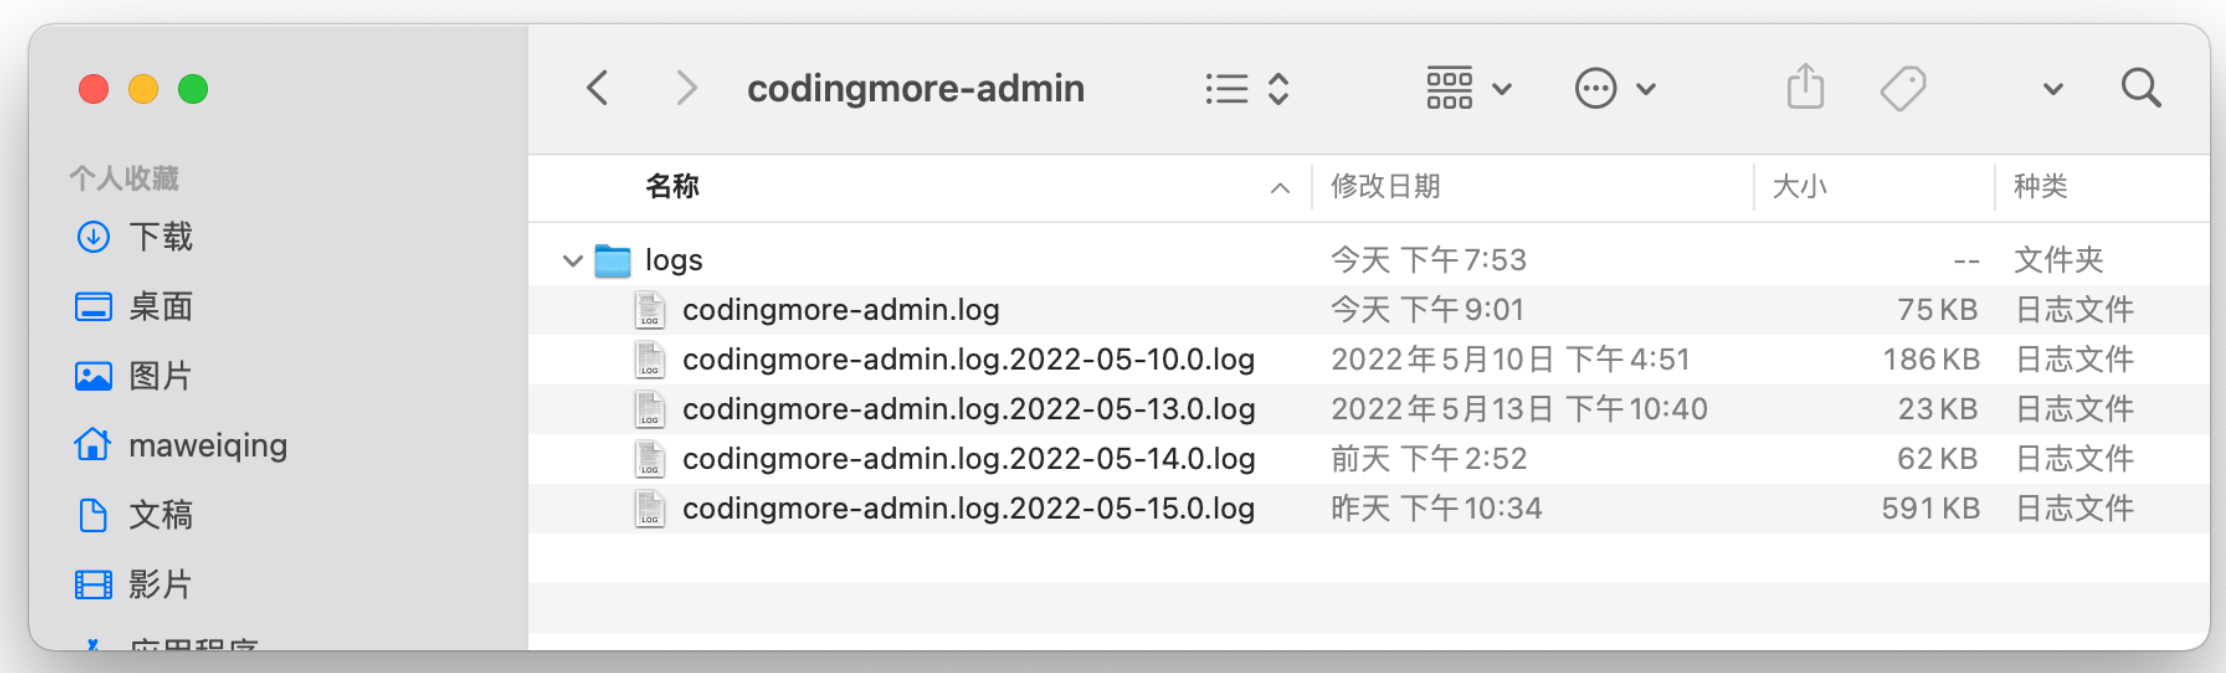 codingmore-admin
个人收藏
下载
桌面
图片
maweiqing
文稿
影片
应用程序
名称 修改日期 大小 种类
logs 今天 下午7:53 -- 文件夹
codingmore-admin.log 今天 下午9:01 75 KB 日志文件
codingmore-admin.log.2022-05-10.0.log 2022年5月10日 下午4:51 186 KB 日志文件
codingmore-admin.log.2022-05-13.0.log 2022年5月13日 下午10:40 23 KB 日志文件
codingmore-admin.log.2022-05-14.0.log 前天 下午2:52 62 KB 日志文件
codingmore-admin.log.2022-05-15.0.log 昨天 下午10:34 591 KB 日志文件